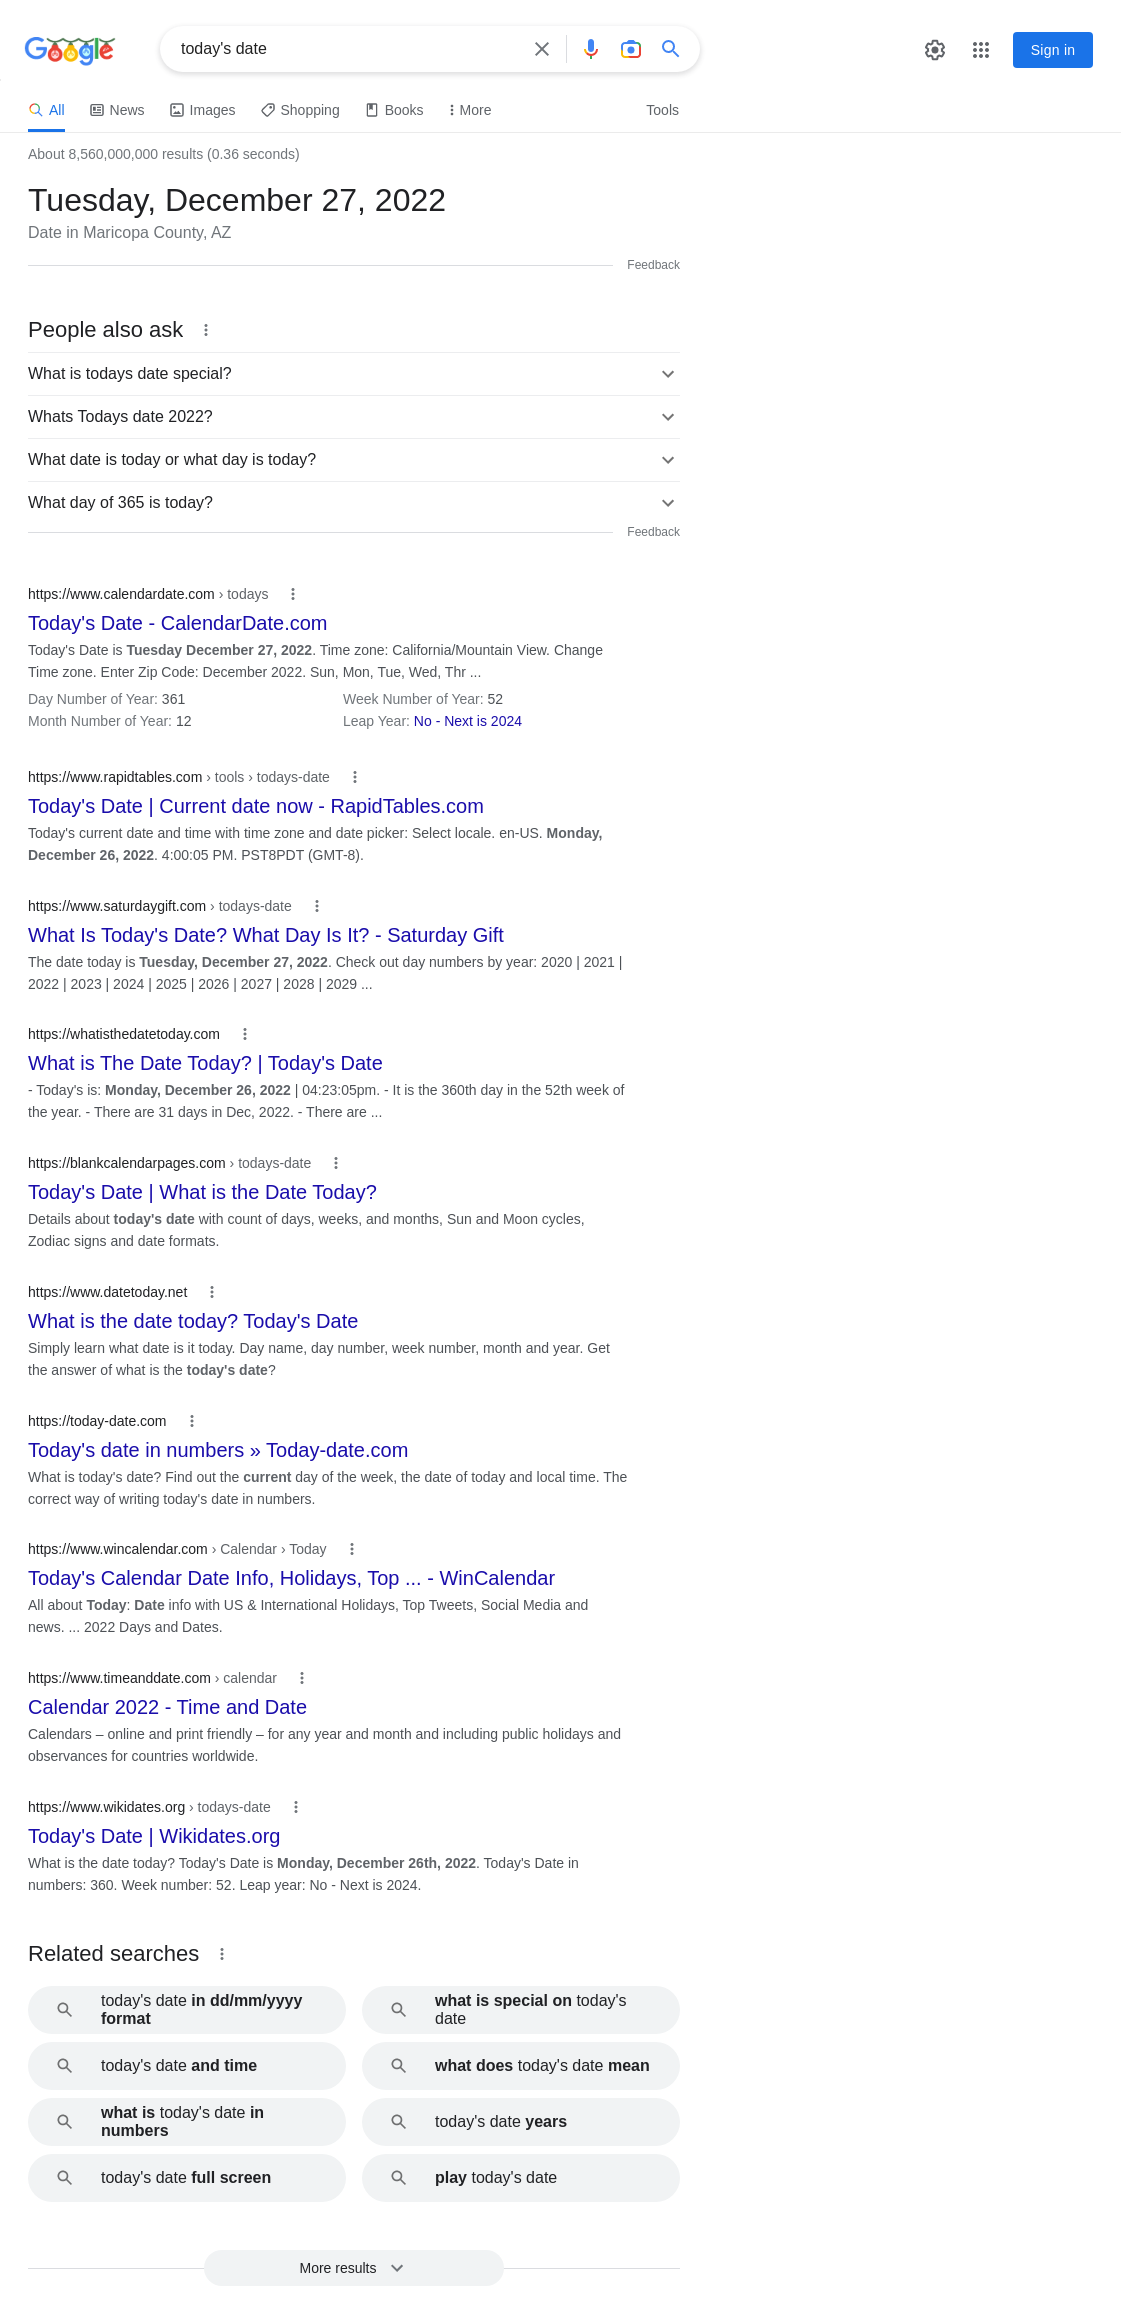 Google
today's date
Sign in
All
News
Images
Shopping
Books
More
Tools
About 8,560,000,000 results (0.36 seconds)
Tuesday, December 27, 2022
Date in Maricopa County, AZ
Feedback
People also ask
What is todays date special?
Whats Todays date 2022?
What date is today or what day is today?
What day of 365 is today?
Feedback
https://www.calendardate.com › todays
Today's Date - CalendarDate.com
Today's Date is Tuesday December 27, 2022. Time zone: California/Mountain View. Change
Time zone. Enter Zip Code: December 2022. Sun, Mon, Tue, Wed, Thr ...
Day Number of Year: 361
Week Number of Year: 52
Month Number of Year: 12
Leap Year: No - Next is 2024
https://www.rapidtables.com › tools › todays-date
Today's Date | Current date now - RapidTables.com
Today's current date and time with time zone and date picker: Select locale. en-US. Monday,
December 26, 2022. 4:00:05 PM. PST8PDT (GMT-8).
https://www.saturdaygift.com › todays-date
What Is Today's Date? What Day Is It? - Saturday Gift
The date today is Tuesday, December 27, 2022. Check out day numbers by year: 2020 | 2021 |
2022 | 2023 | 2024 | 2025 | 2026 | 2027 | 2028 | 2029 ...
https://whatisthedatetoday.com
What is The Date Today? | Today's Date
- Today's is: Monday, December 26, 2022 | 04:23:05pm. - It is the 360th day in the 52th week of
the year. - There are 31 days in Dec, 2022. - There are ...
https://blankcalendarpages.com › todays-date
Today's Date | What is the Date Today?
Details about today's date with count of days, weeks, and months, Sun and Moon cycles,
Zodiac signs and date formats.
https://www.datetoday.net
What is the date today? Today's Date
Simply learn what date is it today. Day name, day number, week number, month and year. Get
the answer of what is the today's date?
https://today-date.com
Today's date in numbers » Today-date.com
What is today's date? Find out the current day of the week, the date of today and local time. The
correct way of writing today's date in numbers.
https://www.wincalendar.com › Calendar › Today
Today's Calendar Date Info, Holidays, Top ... - WinCalendar
All about Today: Date info with US & International Holidays, Top Tweets, Social Media and
news. ... 2022 Days and Dates.
https://www.timeanddate.com › calendar
Calendar 2022 - Time and Date
Calendars – online and print friendly – for any year and month and including public holidays and
observances for countries worldwide.
https://www.wikidates.org › todays-date
Today's Date | Wikidates.org
What is the date today? Today's Date is Monday, December 26th, 2022. Today's Date in
numbers: 360. Week number: 52. Leap year: No - Next is 2024.
Related searches
today's date in dd/mm/yyyy
format
what is special on today's
date
today's date and time
what does today's date mean
what is today's date in
numbers
today's date years
today's date full screen
play today's date
More results